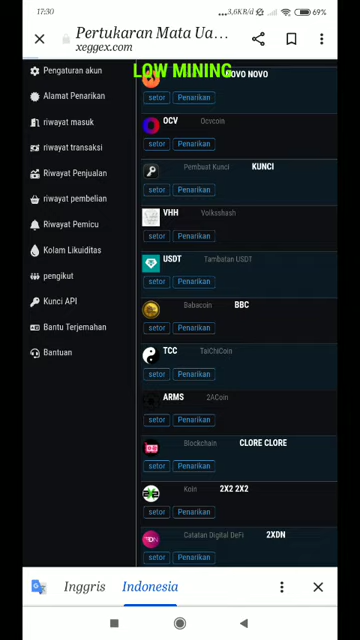 17:30
...3,6KB/d
69%
Pertukaran Mata Ua...
xeggex.com
LOW MINING
Pengaturan akun
Alamat Penarikan
riwayat masuk
riwayat transaksi
Riwayat Penjualan
riwayat pembelian
Riwayat Pemicu
Kolam Likuiditas
pengikut
Kunci API
Bantu Terjemahan
Bantuan
NOVO NOVO
setor Penarikan
OCV Ocvcoin
setor Penarikan
Pembuat Kunci KUNCI
setor Penarikan
VHH Volksshash
setor Penarikan
USDT Tambatan USDT
setor Penarikan
Babacoin BBC
setor Penarikan
TCC TaiChiCoin
setor Penarikan
ARMS 2ACoin
setor Penarikan
Blockchain CLORE CLORE
setor Penarikan
Koin 2X2 2X2
setor Penarikan
Catatan Digital DeFi 2XDN
setor Penarikan
Inggris Indonesia